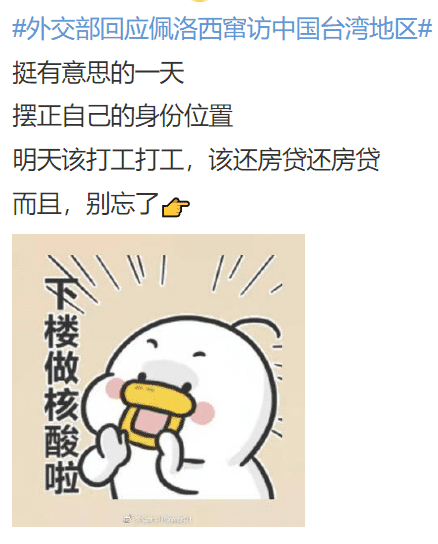 #外交部回应佩洛西窜访中国台湾地区#
挺有意思的一天
摆正自己的身份位置
明天该打工打工，该还房贷还房贷
而且，别忘了👉
下楼做核酸啦